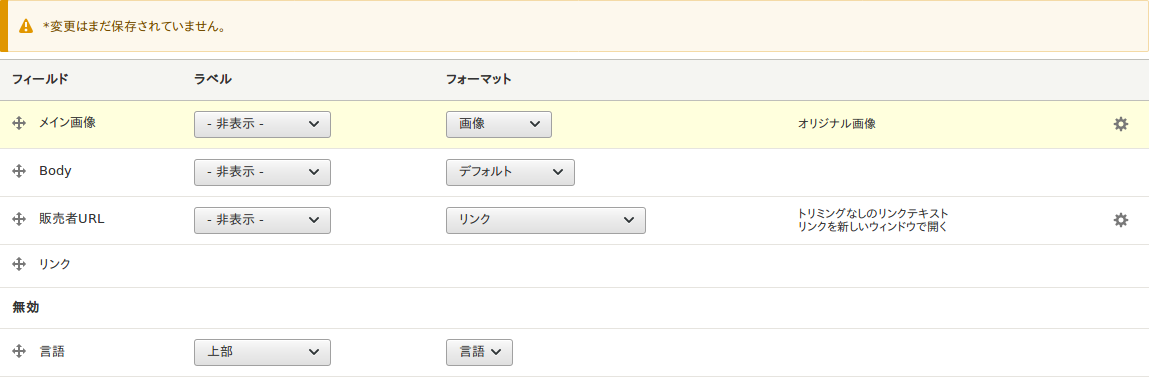 *変更はまだ保存されていません。
フィールド ラベル フォーマット
メイン画像 - 非表示 - 画像 オリジナル画像
Body - 非表示 - デフォルト
販売者URL - 非表示 - リンク トリミングなしのリンクテキスト
リンクを新しいウィンドウで開く
リンク
無効
言語 上部 言語